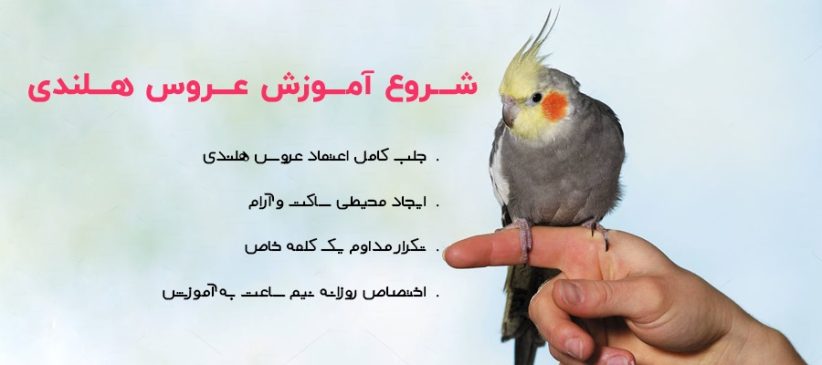 شروع آموزش عروس هلندی
. جلب کامل اعتماد عروس هلندی
. ایجاد محیطی ساکت و آرام
. تکرار مداوم یک کلمه خاص
. اختصاص روزانه نیم ساعت به آموزش